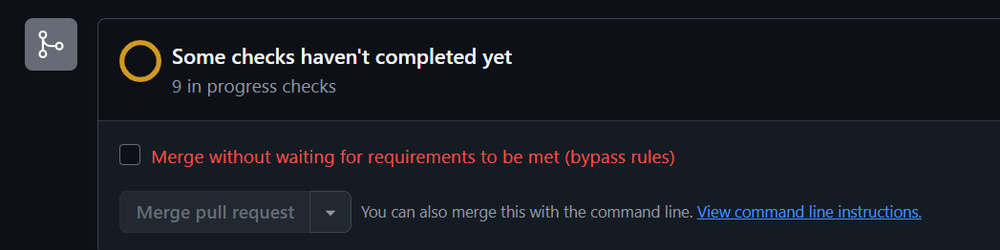 Some checks haven't completed yet
9 in progress checks
Merge without waiting for requirements to be met (bypass rules)
Merge pull request
You can also merge this with the command line. View command line instructions.